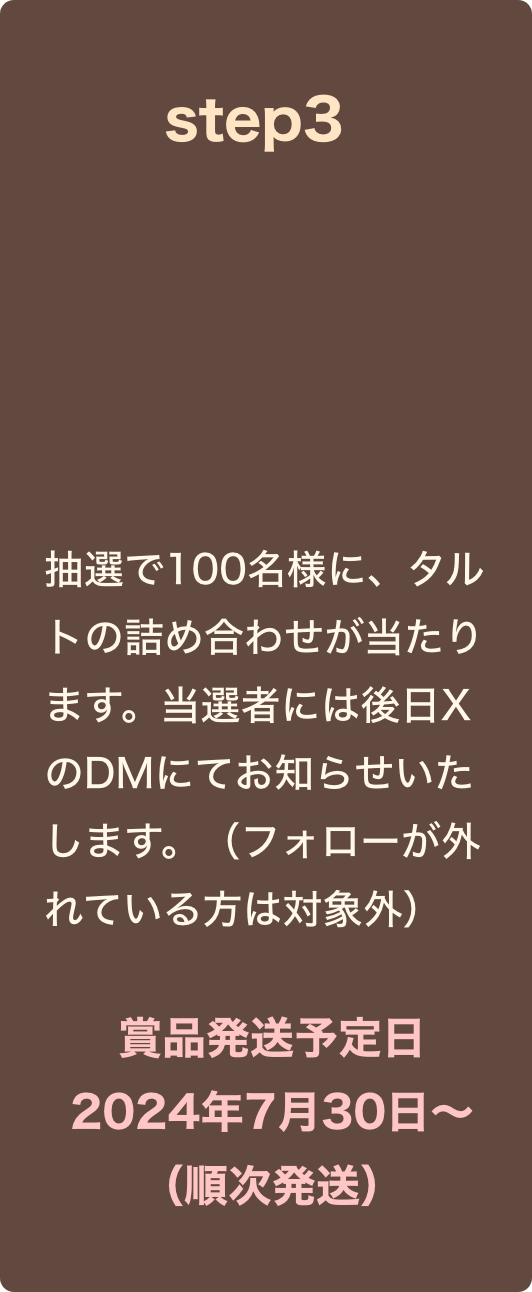 step3
抽選で100名様に、タル
トの詰め合わせが当たり
ます。当選者には後日X
のDMにてお知らせいた
します。（フォローが外
れている方は対象外）
賞品発送予定日
2024年7月30日〜
（順次発送）